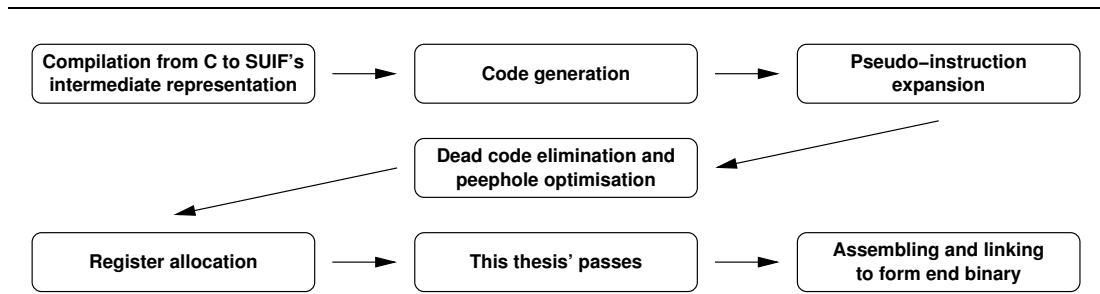 Compilation from C to SUIF's
intermediate representation
Code generation
Pseudo−instruction
expansion
Dead code elimination and
peephole optimisation
Register allocation
This thesis' passes
Assembling and linking
to form end binary